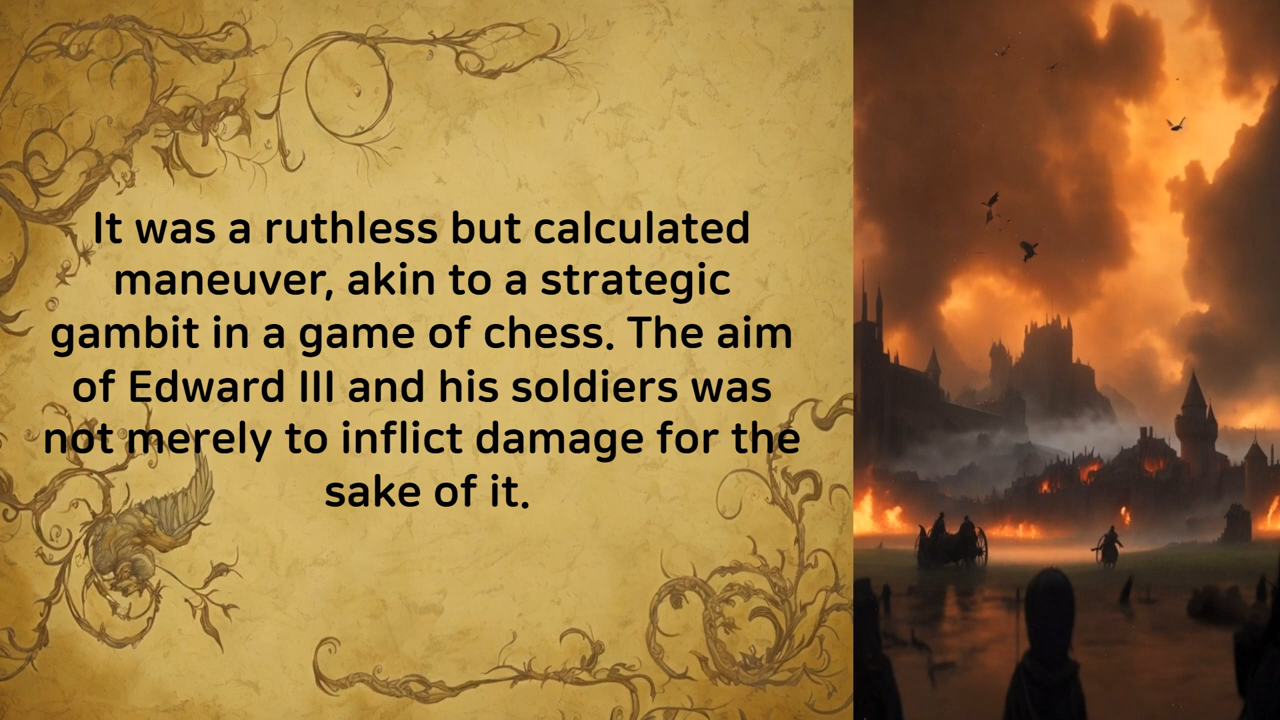 It was a ruthless but calculated
maneuver, akin to a strategic
gambit in a game of chess. The aim
of Edward III and his soldiers was
not merely to inflict damage for the
sake of it.